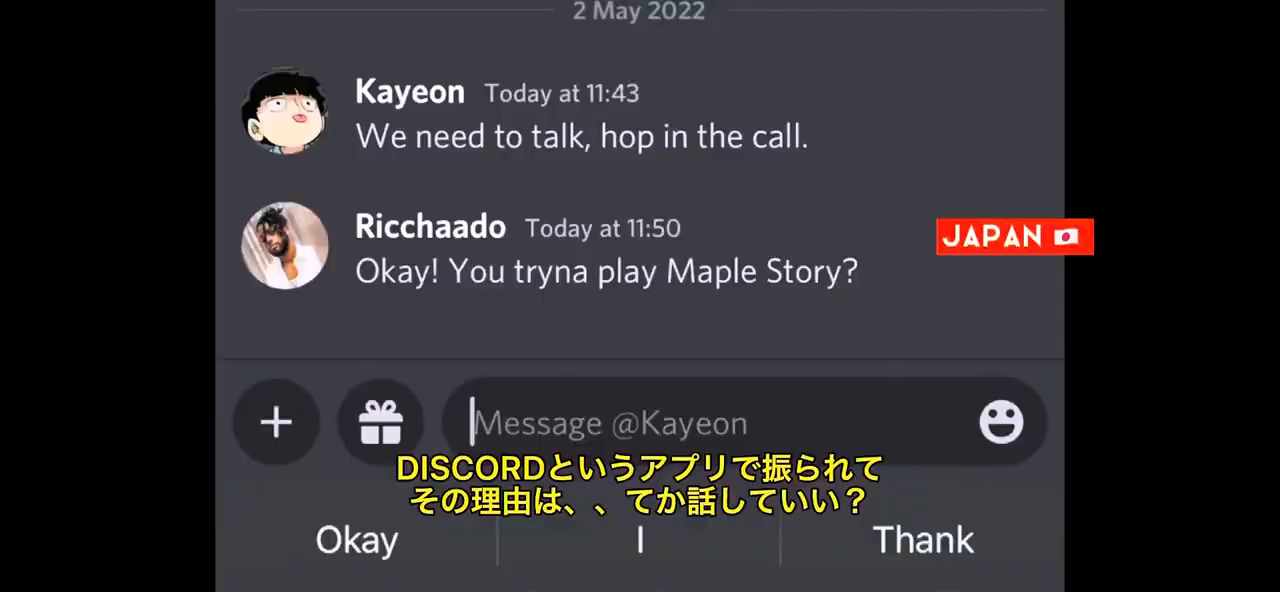 2 May 2022
Kayeon Today at 11:43
We need to talk, hop in the call.
Ricchaado Today at 11:50
Okay! You tryna play Maple Story?
JAPAN
Message @Kayeon
DISCORDというアプリで振られて
その理由は、、てか話していい？
Okay I Thank